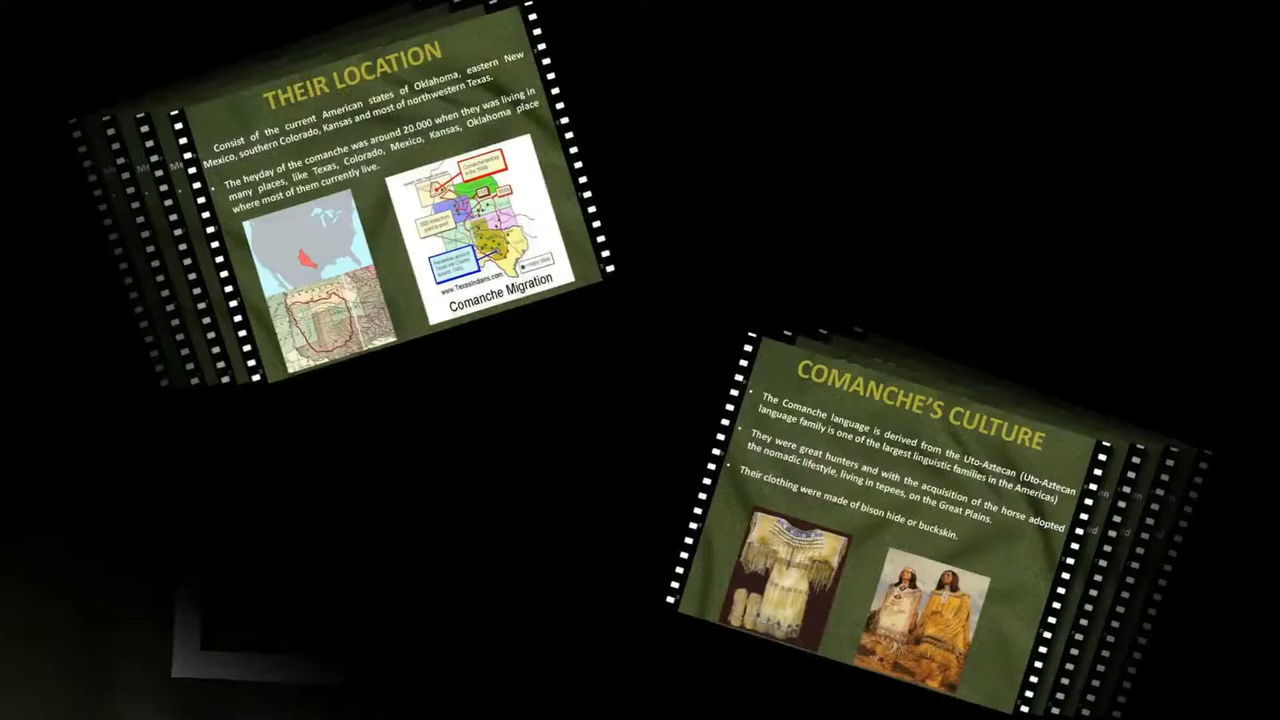 THEIR LOCATION
Consist of the current American states of Oklahoma, eastern New
Mexico, southern Colorado, Kansas and most of northwestern Texas.
• The heyday of the comanche was around 20.000 when they was living in
many places, like Texas, Colorado, Mexico, Kansas, Oklahoma place
where most of them currently live.
Comanche territory
in the
www.TexasIndians.com
Comanche Migration
COMANCHE'S CULTURE
• The Comanche language is derived from the Uto-Aztecan (Uto-Aztecan
language family is one of the largest linguistic families in the Americas)
• They were great hunters and with the acquisition of the horse adopted
the nomadic lifestyle, living in tepees, on the Great Plains.
• Their clothing were made of bison hide or buckskin.